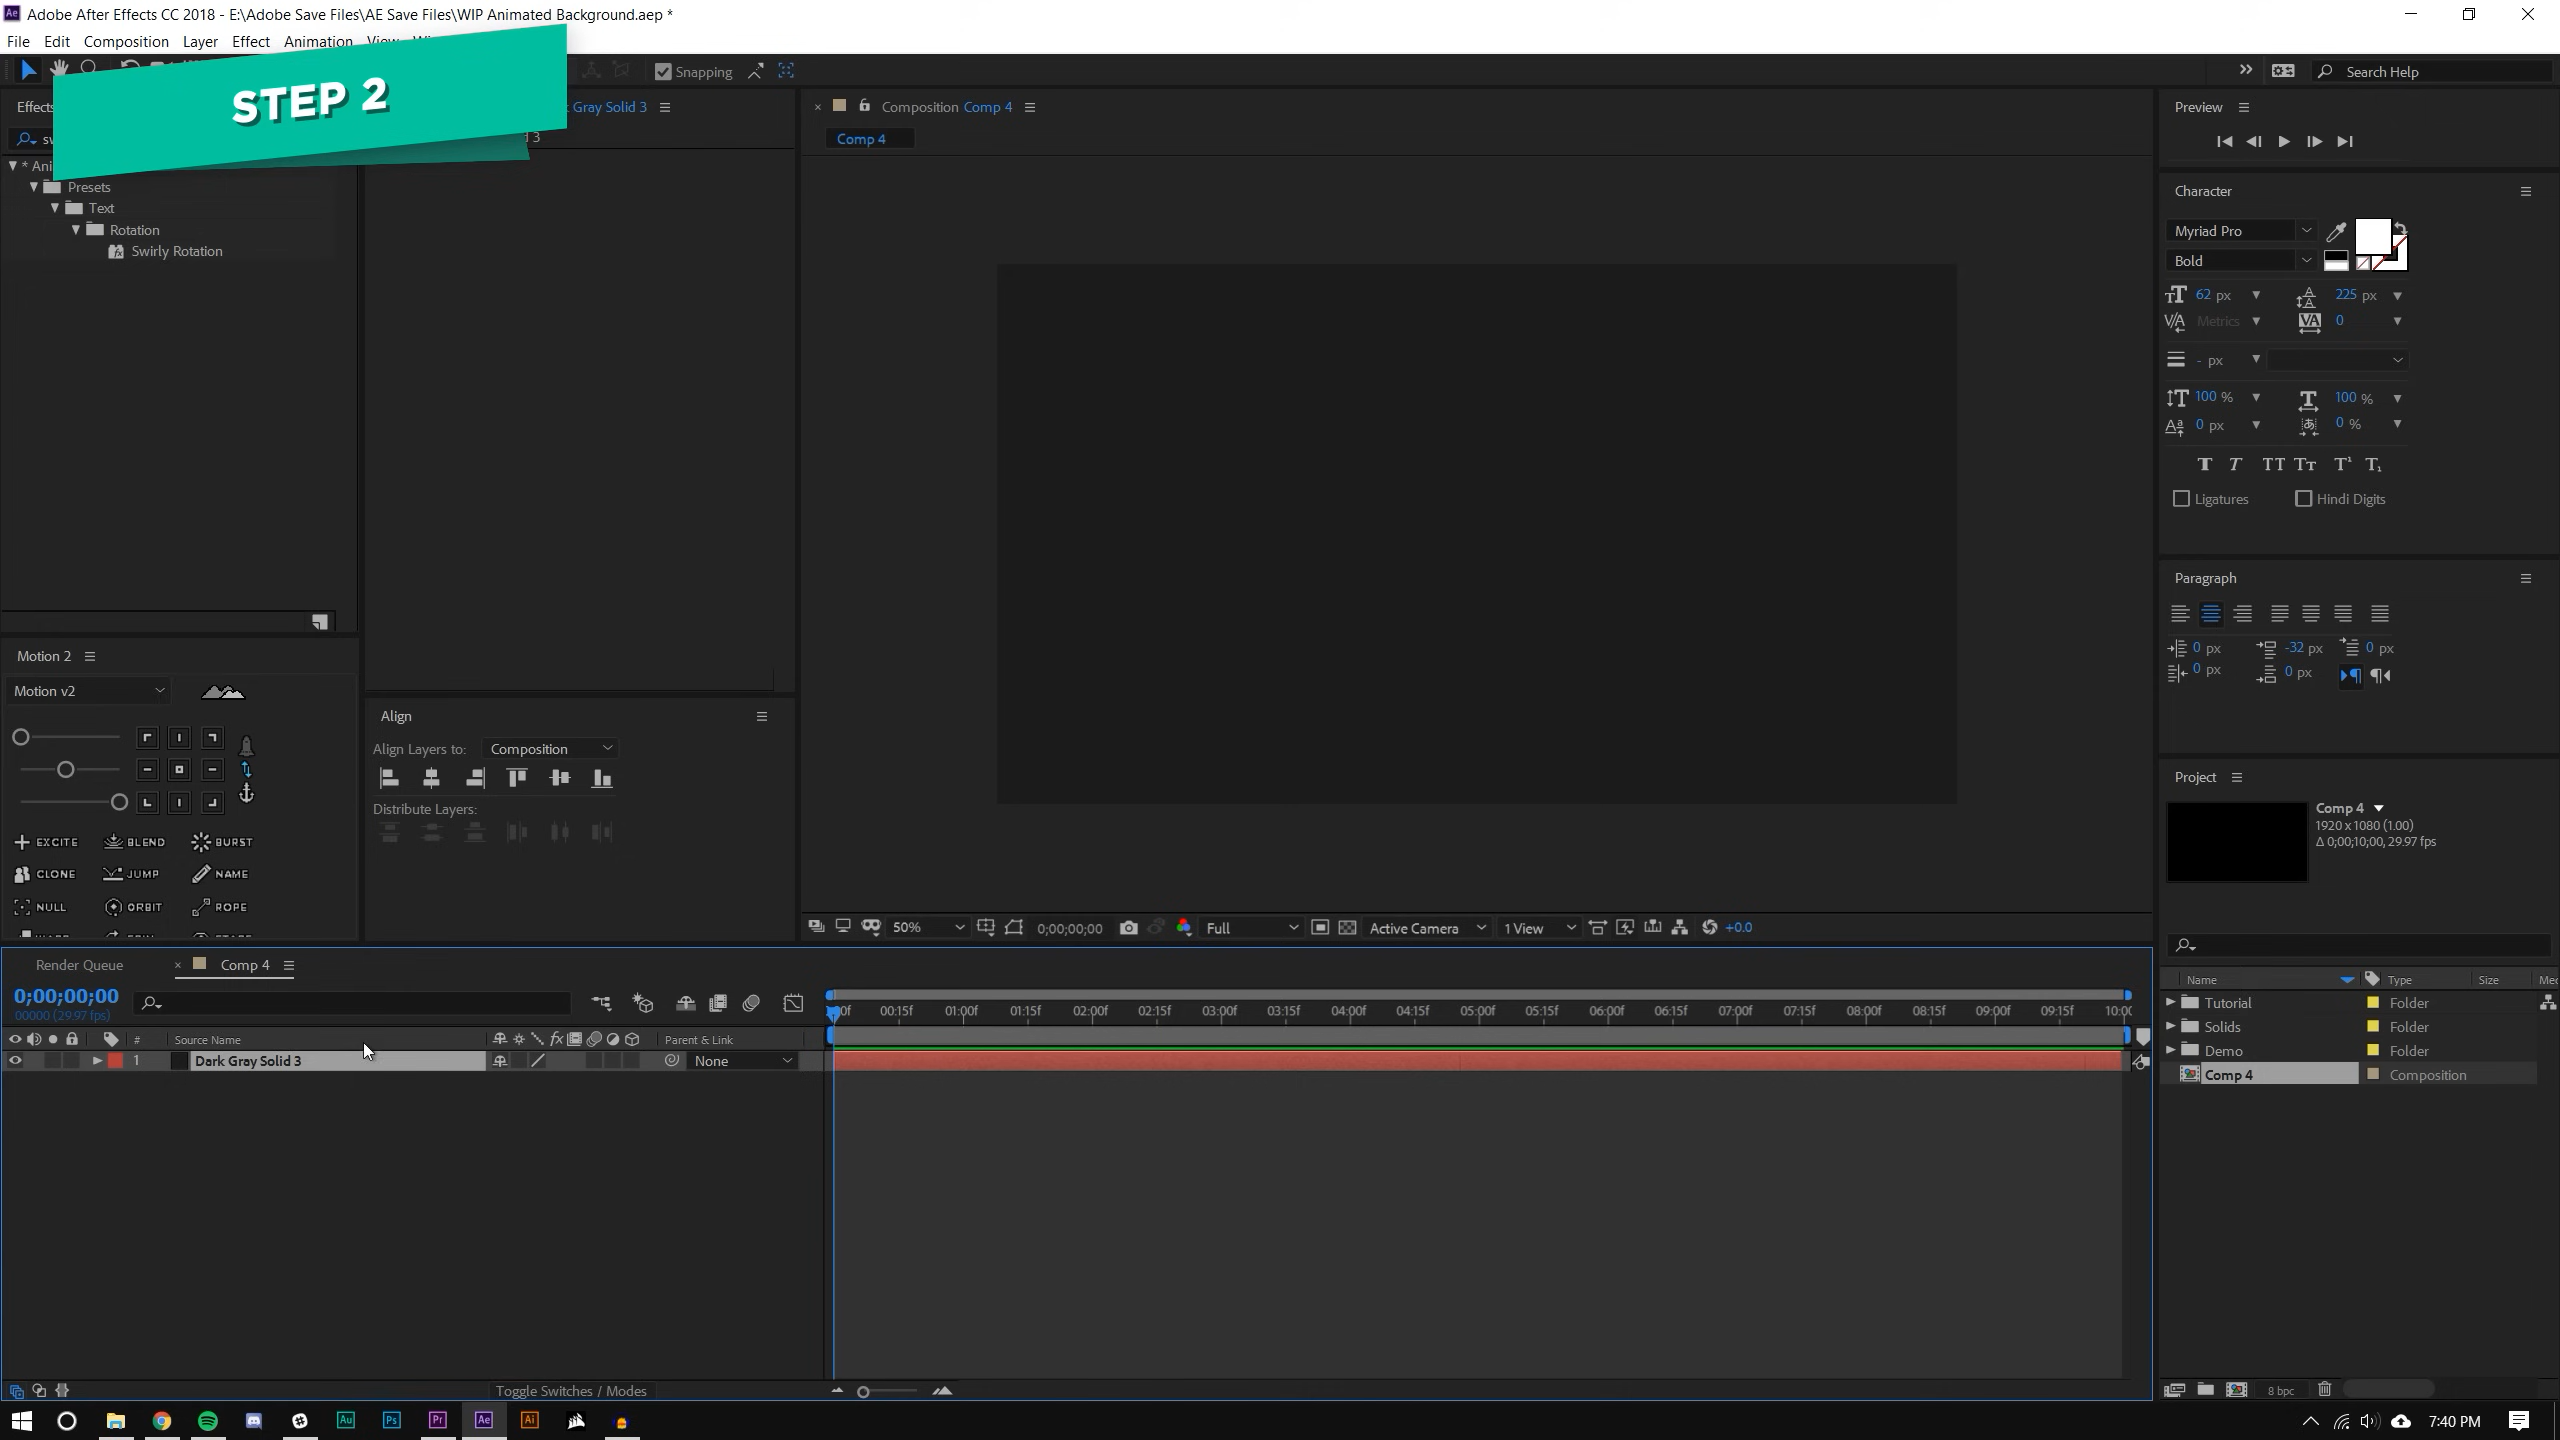 Adobe After Effects CC 2018 - E:\Adobe Save Files\AE Save Files\WIP Animated Background.aep *
File Edit Composition Layer Effect Animation View
STEP 2
Snapping
Search Help
Effects
Gray Solid 3
Composition Comp 4
Comp 4
Presets
Text
Rotation
Swirly Rotation
Preview
Character
Myriad Pro
Bold
62 px 225 px
Metrics 0
- px
100 % 100 %
0 px 0 %
Ligatures Hindi Digits
Paragraph
0 px -32 px 0 px
0 px 0 px
Motion 2
Motion v2
EXCITE BLEND BURST
CLONE JUMP NAME
NULL ORBIT ROPE
Align
Align Layers to: Composition
Distribute Layers:
50% 0;00;00;00 Full Active Camera 1 View +0.0
Project
Comp 4
1920 x 1080 (1.00)
Δ 0;00;10;00, 29.97 fps
Name Type Size
Tutorial Folder
Solids Folder
Demo Folder
Comp 4 Composition
8 bpc
Render Queue Comp 4
0;00;00;00
00000 (29.97 fps)
00:15f 01:00f 01:15f 02:00f 02:15f 03:00f 03:15f 04:00f 04:15f 05:00f 05:15f 06:00f 06:15f 07:00f 07:15f 08:00f 08:15f 09:00f 09:15f
# Source Name Parent & Link
1 Dark Gray Solid 3 None
Toggle Switches / Modes
Au Ps Pr Ae Ai
7:40 PM